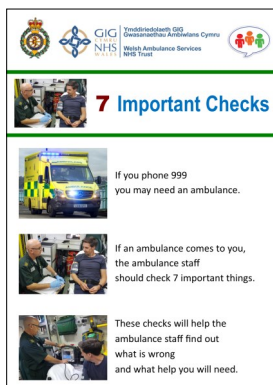 GIG
CYMRU
NHS
WALES
Ymddiriedolaeth GIG
Gwasanaethau Ambiwlans Cymru
Welsh Ambulance Services
NHS Trust
7 Important Checks
If you phone 999
you may need an ambulance.
If an ambulance comes to you,
the ambulance staff
should check 7 important things.
These checks will help the
ambulance staff find out
what is wrong
and what help you will need.